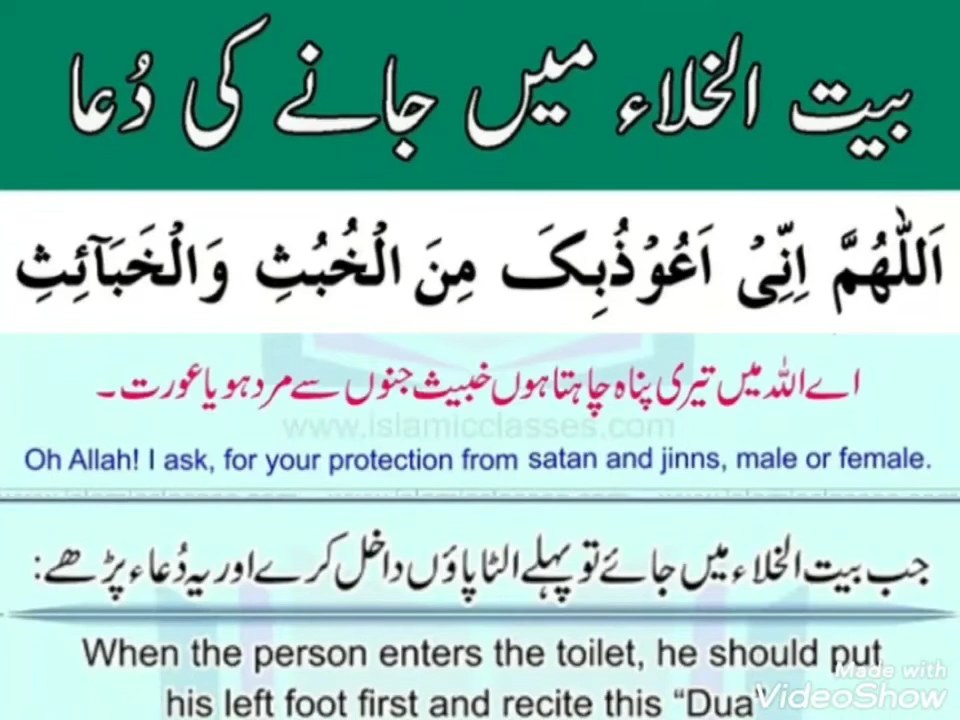 بیت الخلاء میں جانے کی دُعا
اَللّٰهُمَّ اِنِّیْ اَعُوْذُبِکَ مِنَ الْخُبُثِ وَالْخَبَآئِثِ
اے اللہ میں تیری پناہ چاہتا ہوں خبیث جنوں سے مرد ہو یا عورت ۔
www.islamicclasses.com
Oh Allah! I ask, for your protection from satan and jinns, male or female.
جب بیت الخلاء میں جائے تو پہلے الٹا پاؤں داخل کرے اور یہ دُعاء پڑھے:
When the person enters the toilet, he should put
his left foot first and recite this “Dua”
Made with
VideoShow